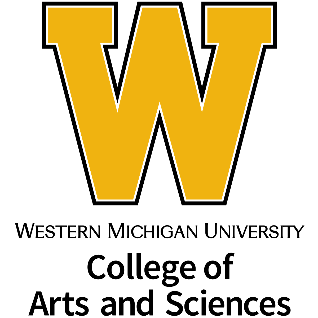 W
WESTERN MICHIGAN UNIVERSITY
College of
Arts and Sciences